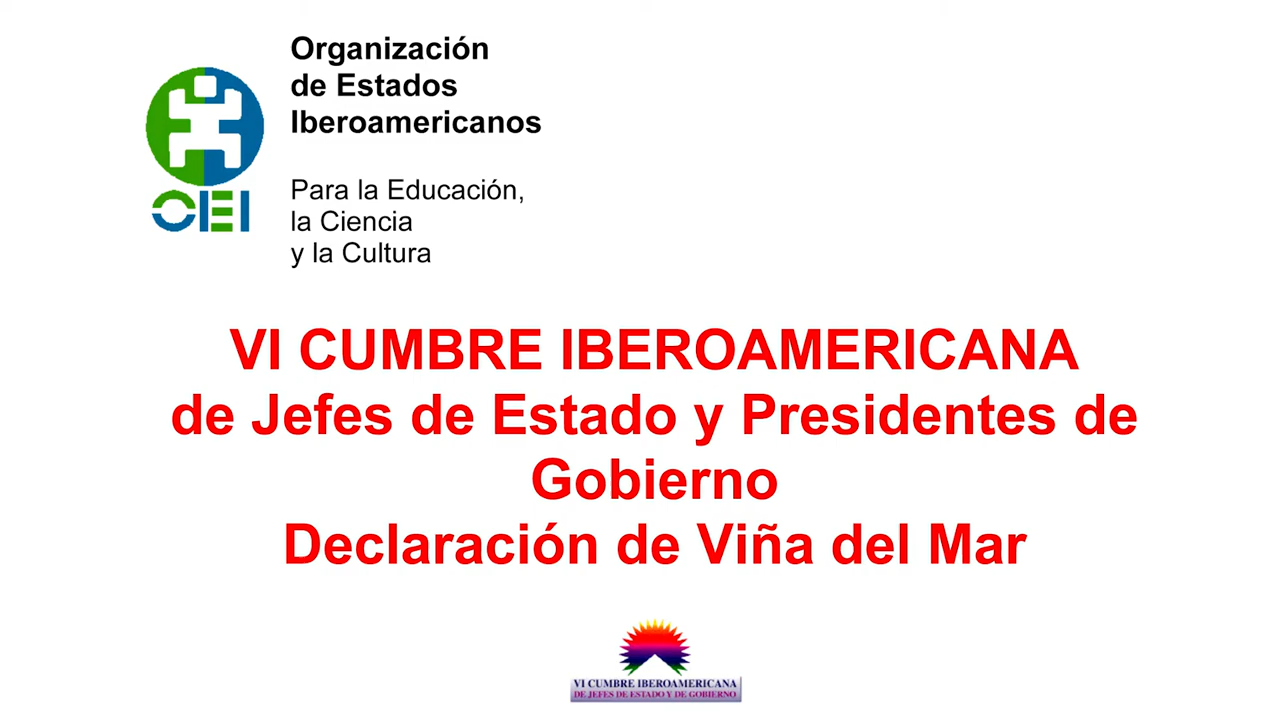 Organización
de Estados
Iberoamericanos
Para la Educación,
la Ciencia
y la Cultura
OEI
VI CUMBRE IBEROAMERICANA
de Jefes de Estado y Presidentes de
Gobierno
Declaración de Viña del Mar
VI CUMBRE IBEROAMERICANA
DE JEFES DE ESTADO Y DE GOBIERNO